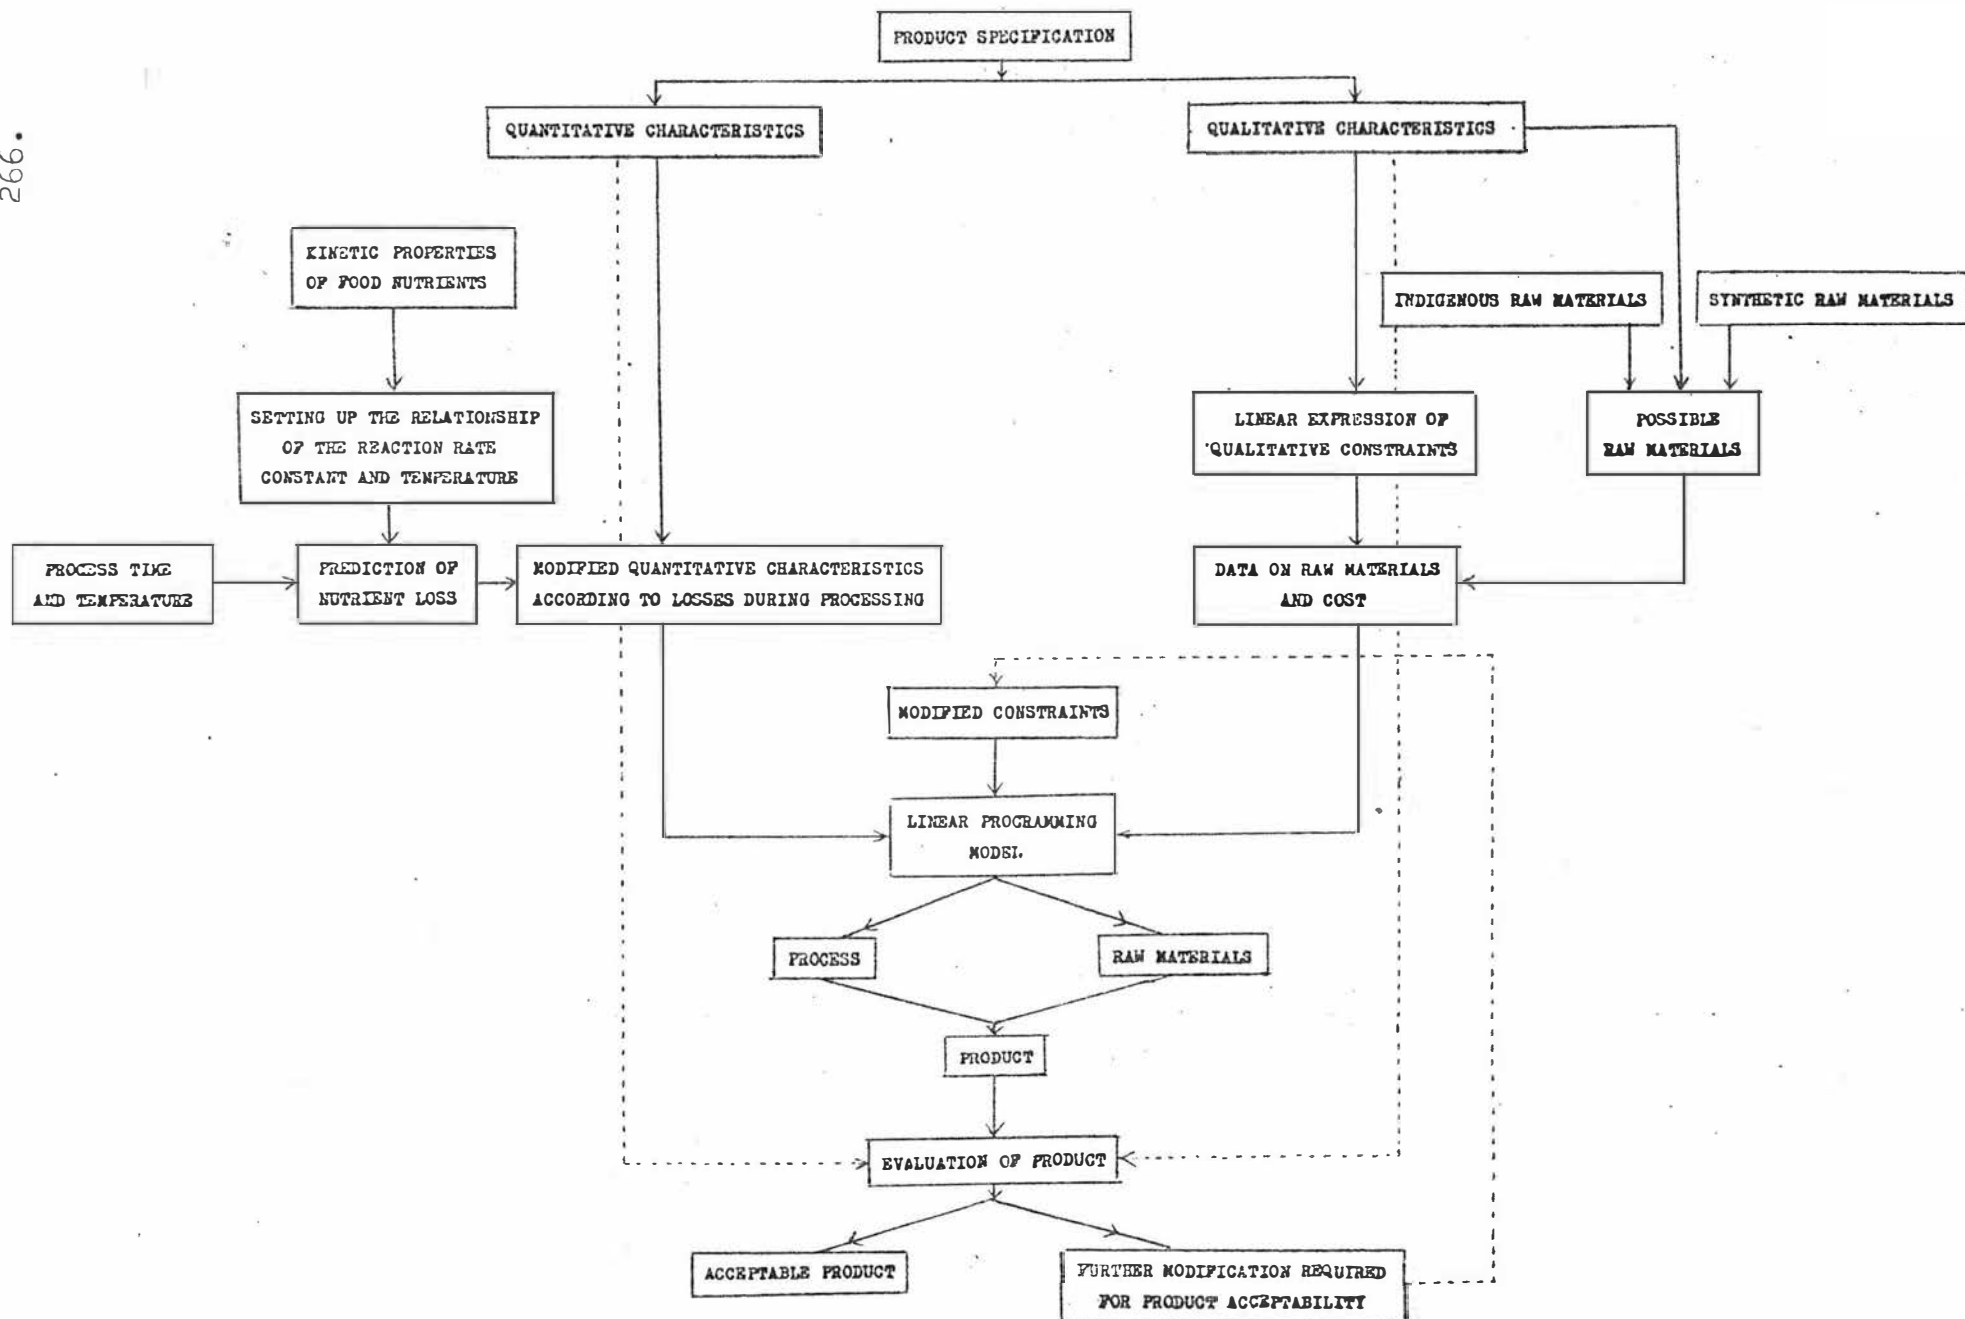 266.
PRODUCT SPECIFICATION
QUANTITATIVE CHARACTERISTICS
QUALITATIVE CHARACTERISTICS
KINETIC PROPERTIES
OF FOOD NUTRIENTS
INDIGENOUS RAW MATERIALS
SYNTHETIC RAW MATERIALS
SETTING UP THE RELATIONSHIP
OF THE REACTION RATE
CONSTANT AND TEMPERATURE
LINEAR EXPRESSION OF
QUALITATIVE CONSTRAINTS
POSSIBLE
RAW MATERIALS
PROCESS TIME
AND TEMPERATURE
PREDICTION OF
NUTRIENT LOSS
MODIFIED QUANTITATIVE CHARACTERISTICS
ACCORDING TO LOSSES DURING PROCESSING
DATA ON RAW MATERIALS
AND COST
MODIFIED CONSTRAINTS
LINEAR PROGRAMMING
MODEL
PROCESS
RAW MATERIALS
PRODUCT
EVALUATION OF PRODUCT
ACCEPTABLE PRODUCT
FURTHER MODIFICATION REQUIRED
FOR PRODUCT ACCEPTABILITY